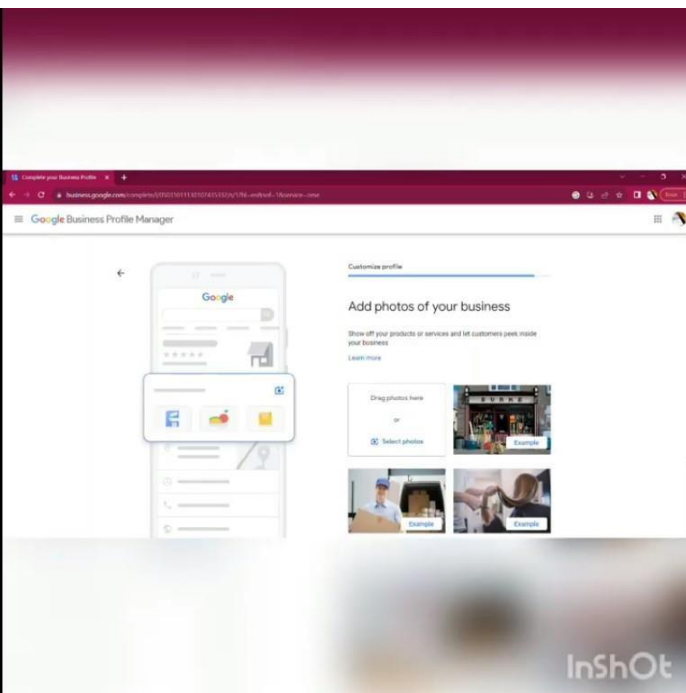 Complete your Business Profile
Google Business Profile Manager
Customize profile
Google
Add photos of your business
Show off your products or services and let customers peek inside
your business
Learn more
Drag photos here
or
Select photos
BURKE
Example
Example
Example
InShOt